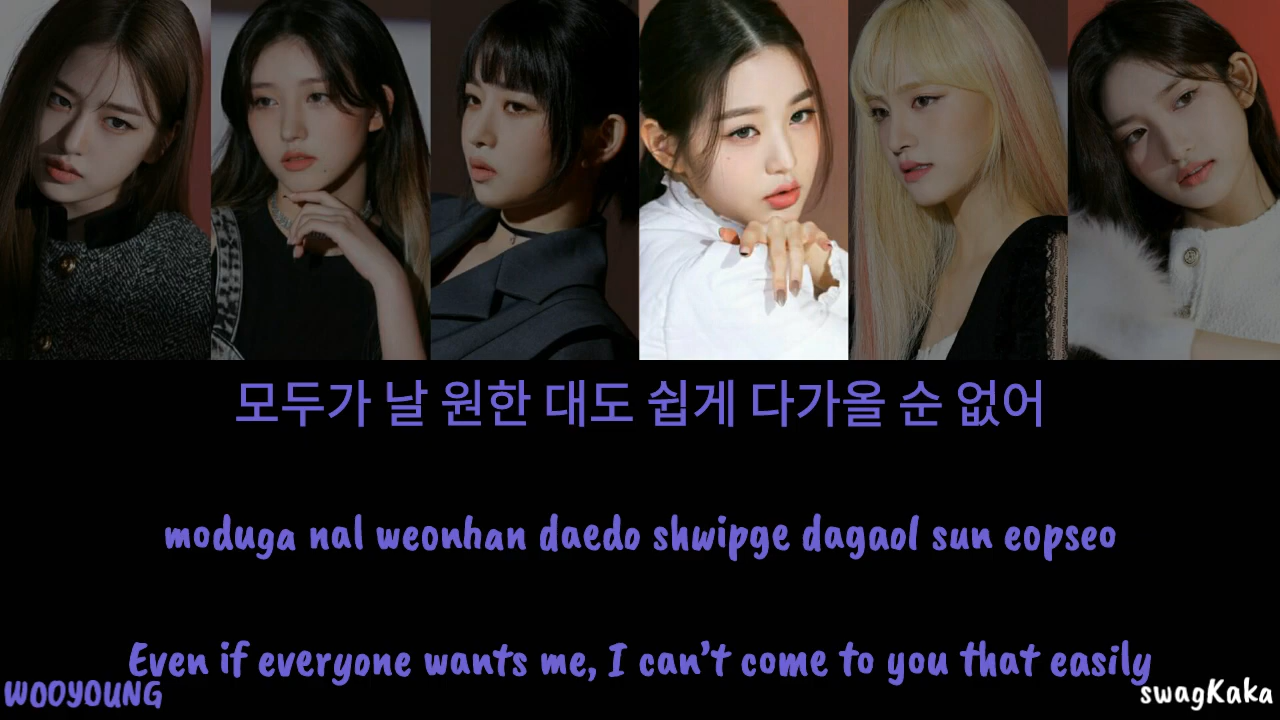 모두가 날 원한 대도 쉽게 다가올 순 없어
moduga nal weonhan daedo shwipge dagaol sun eopseo
Even if everyone wants me, I can't come to you that easily
WOOYOUNG
swagKaka